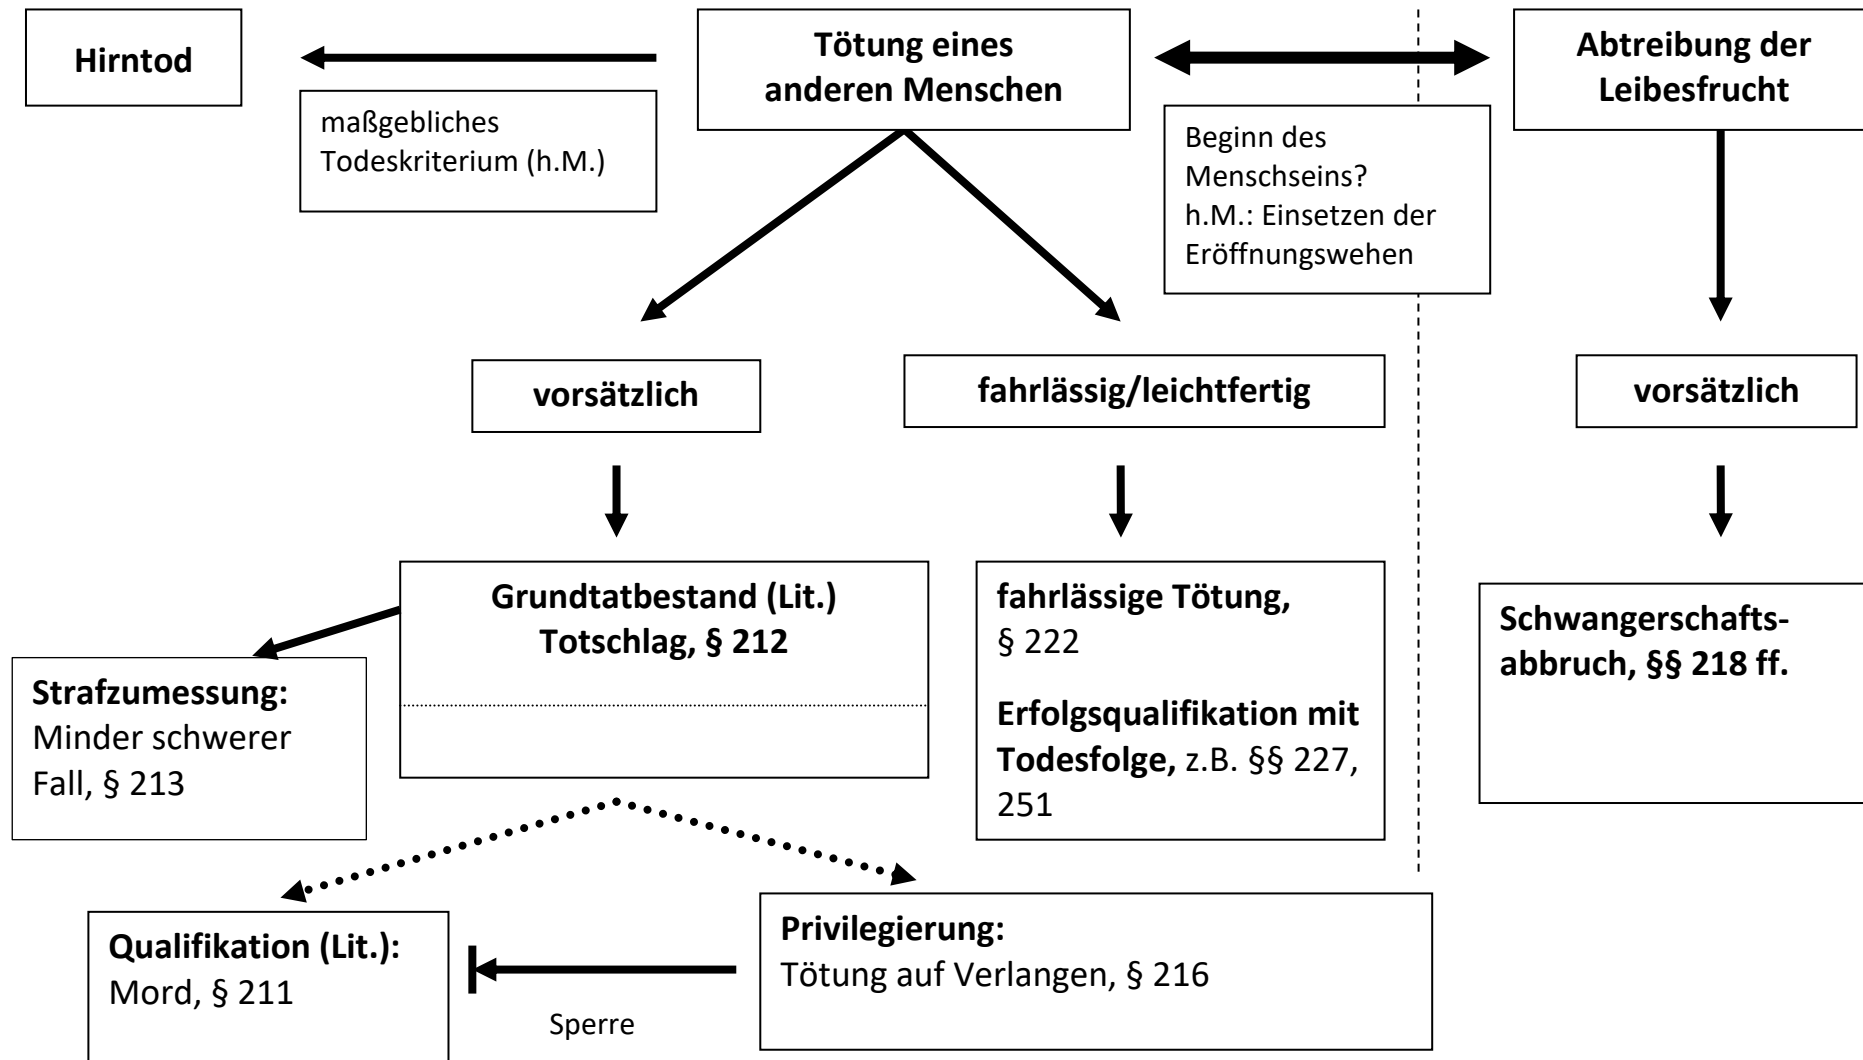 Hirntod
maßgebliches
Todeskriterium (h.M.)
Tötung eines
anderen Menschen
Beginn des
Menschseins?
h.M.: Einsetzen der
Eröffnungswehen
Abtreibung der
Leibesfrucht
vorsätzlich
fahrlässig/leichtfertig
vorsätzlich
Grundtatbestand (Lit.)
Totschlag, § 212
fahrlässige Tötung,
§ 222
Erfolgsqualifikation mit
Todesfolge, z.B. §§ 227,
251
Schwangerschafts-
abbruch, §§ 218 ff.
Strafzumessung:
Minder schwerer
Fall, § 213
Qualifikation (Lit.):
Mord, § 211
Sperre
Privilegierung:
Tötung auf Verlangen, § 216